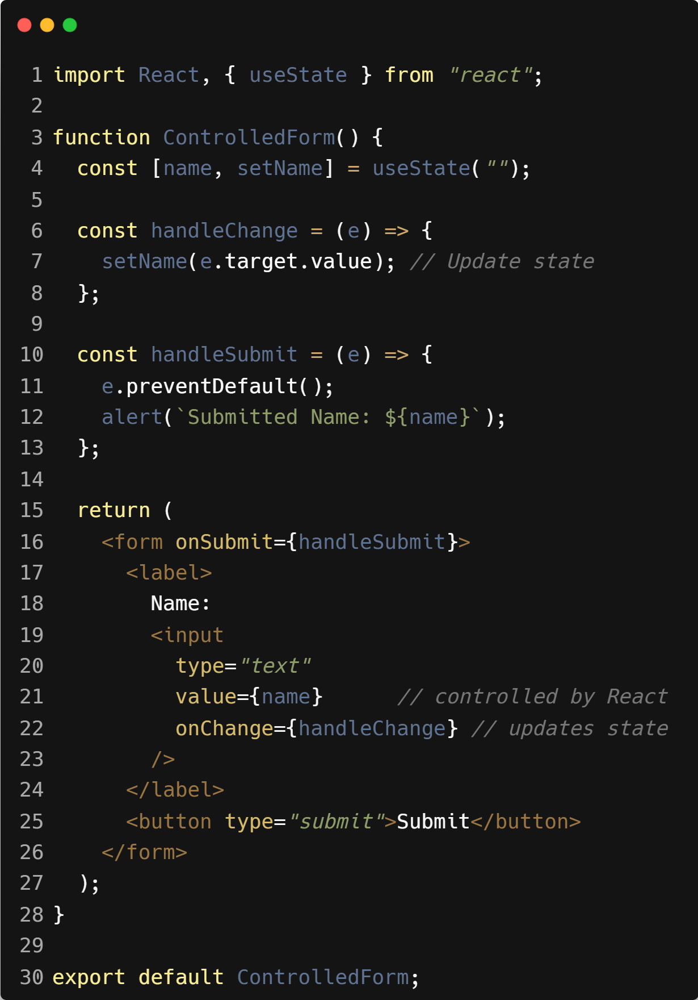 1 import React, { useState } from "react";
2
3 function ControlledForm() {
4   const [name, setName] = useState("");
5
6   const handleChange = (e) => {
7     setName(e.target.value); // Update state
8   };
9
10   const handleSubmit = (e) => {
11     e.preventDefault();
12     alert(`Submitted Name: ${name}`);
13   };
14
15   return (
16     <form onSubmit={handleSubmit}>
17       <label>
18         Name:
19         <input
20           type="text"
21           value={name}      // controlled by React
22           onChange={handleChange} // updates state
23         />
24       </label>
25       <button type="submit">Submit</button>
26     </form>
27   );
28 }
29
30 export default ControlledForm;